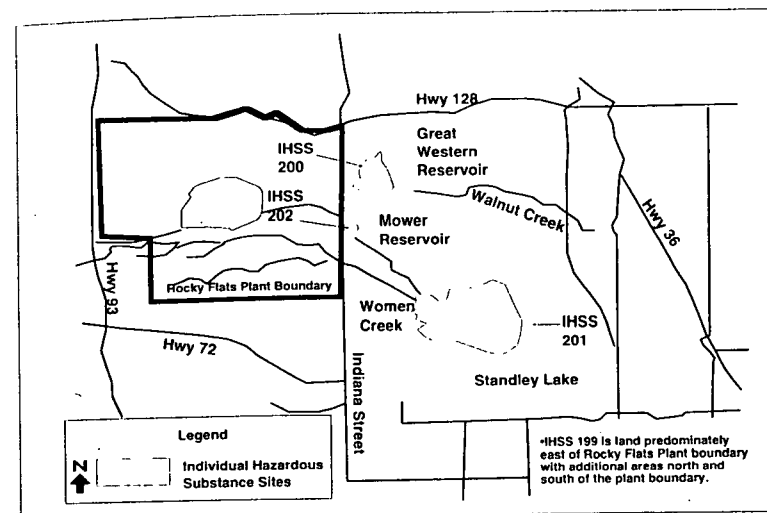 Hwy 128
Great
Western
Reservoir
IHSS
200
IHSS
202
Walnut Creek
Hwy 36
Mower
Reservoir
Rocky Flats Plant Boundary
Hwy 93
Women
Creek
IHSS
201
Hwy 72
Indiana Street
Standley Lake
Legend
N
Individual Hazardous
Substance Sites
•IHSS 199 is land predominately
east of Rocky Flats Plant boundary
with additional areas north and
south of the plant boundary.